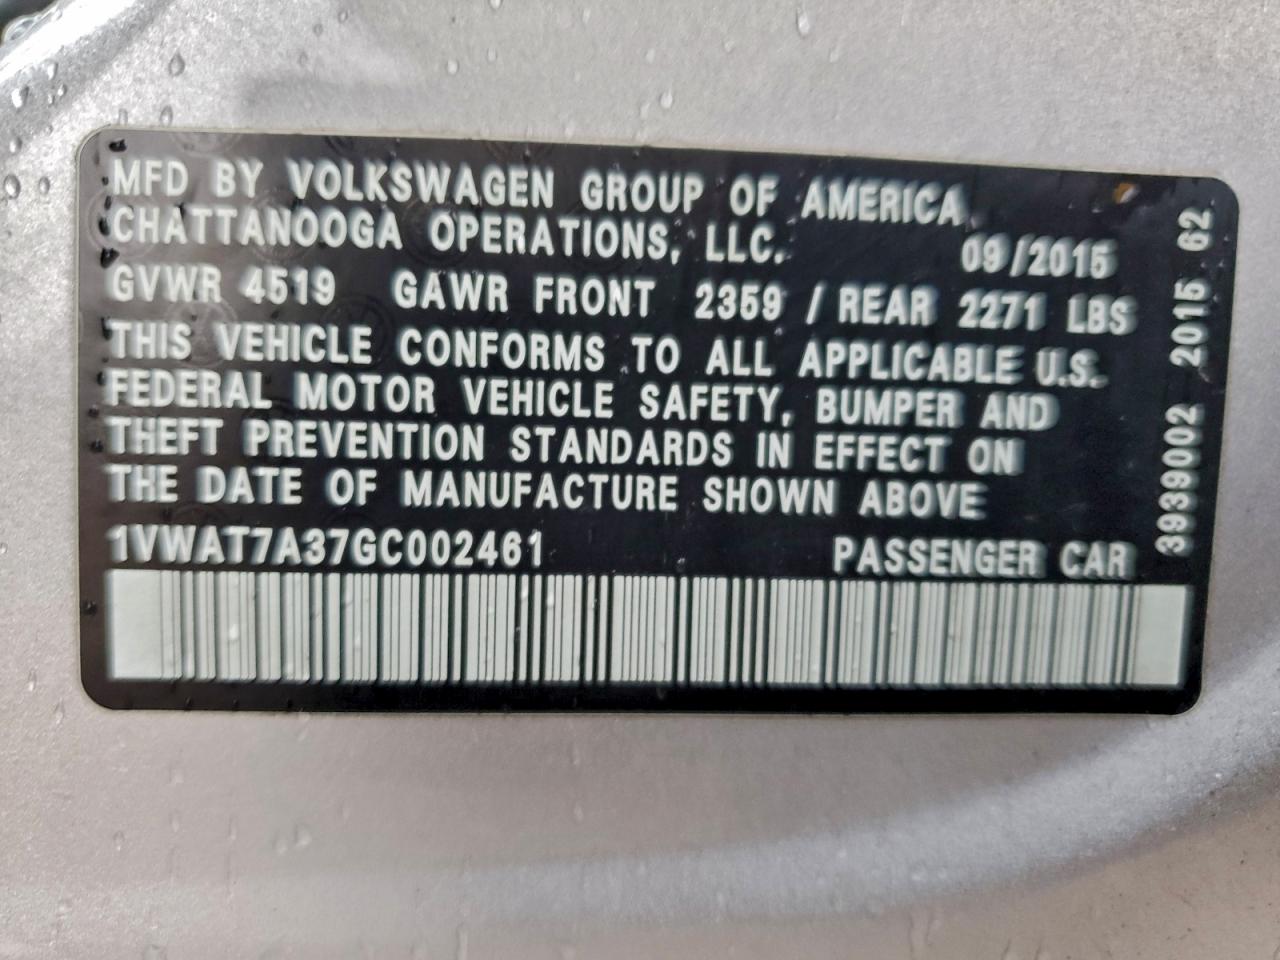 MFD BY VOLKSWAGEN GROUP OF AMERICA
CHATTANOOGA OPERATIONS, LLC.
09/2015
GVWR 4519 GAWR FRONT 2359 / REAR 2271 LBS
THIS VEHICLE CONFORMS TO ALL APPLICABLE U.S.
FEDERAL MOTOR VEHICLE SAFETY, BUMPER AND
THEFT PREVENTION STANDARDS IN EFFECT ON
THE DATE OF MANUFACTURE SHOWN ABOVE
1VWAT7A37GC002461 PASSENGER CAR
3939002 2015 62